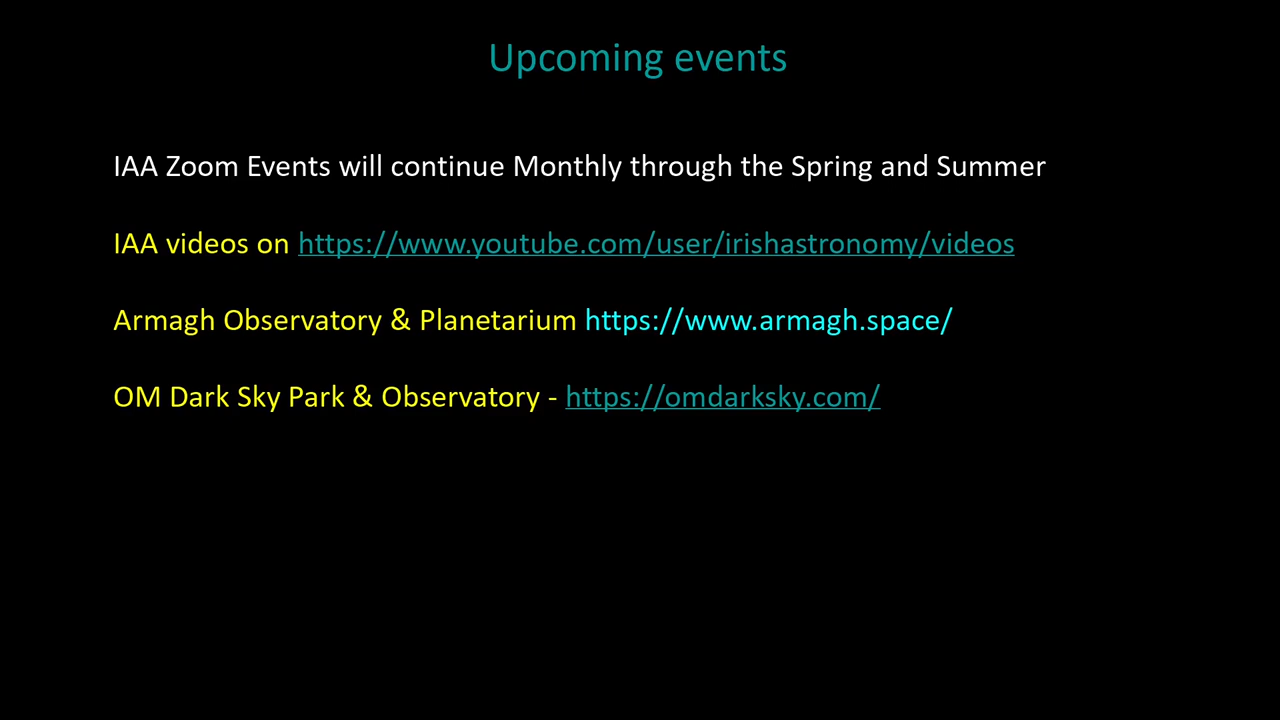 Upcoming events
IAA Zoom Events will continue Monthly through the Spring and Summer
IAA videos on https://www.youtube.com/user/irishastronomy/videos
Armagh Observatory & Planetarium https://www.armagh.space/
OM Dark Sky Park & Observatory - https://omdarksky.com/